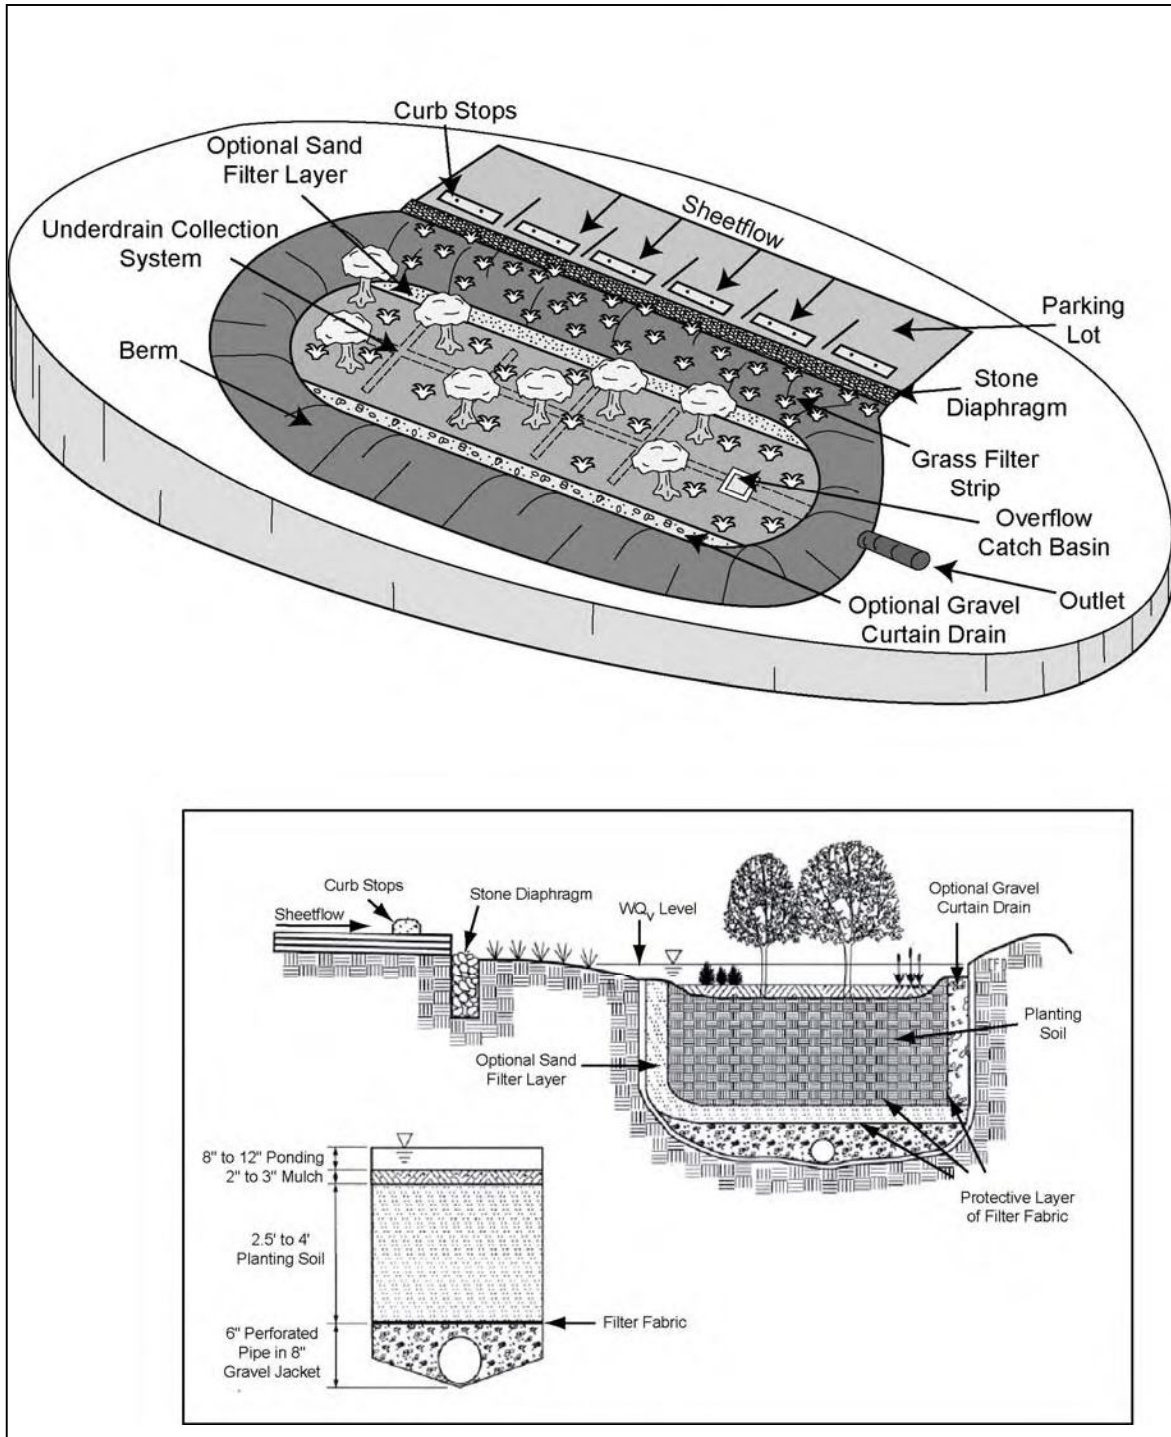 Curb Stops
Optional Sand
Filter Layer
Sheetflow
Underdrain Collection
System
Parking
Lot
Berm
Stone
Diaphragm
Grass Filter
Strip
Overflow
Catch Basin
Outlet
Optional Gravel
Curtain Drain
Curb Stops
Stone Diaphragm
Sheetflow
WQv Level
Optional Gravel
Curtain Drain
Planting
Soil
Optional Sand
Filter Layer
Protective Layer
of Filter Fabric
8" to 12" Ponding
2" to 3" Mulch
2.5' to 4'
Planting Soil
Filter Fabric
6" Perforated
Pipe in 8"
Gravel Jacket